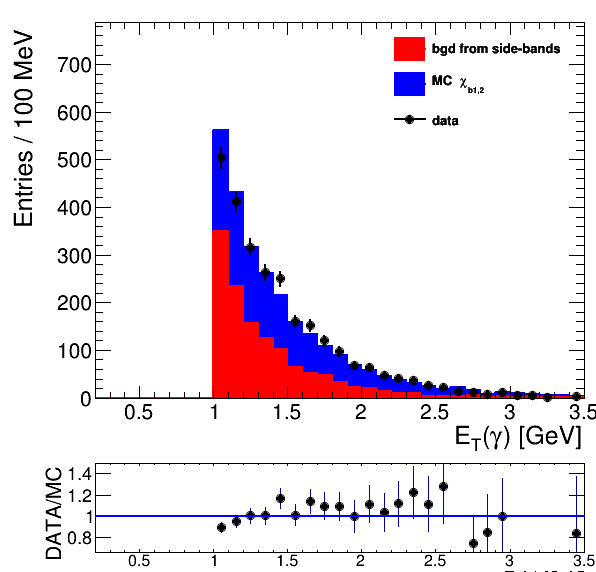 Entries / 100 MeV
700
600
500
400
300
200
100
0
bgd from side-bands
MC χb1,2
data
0.5 1 1.5 2 2.5 3 3.5
ET(γ) [GeV]
DATA/MC
1.4
1.2
1
0.8
0.5 1 1.5 2 2.5 3 3.5